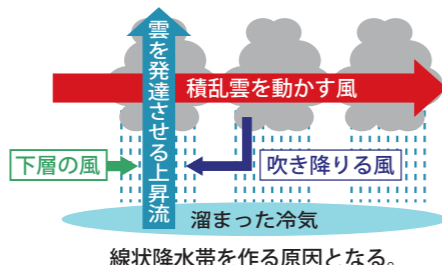 雲を発達させる上昇流
積乱雲を動かす風
下層の風
吹き降りる風
溜まった冷気
線状降水帯を作る原因となる。